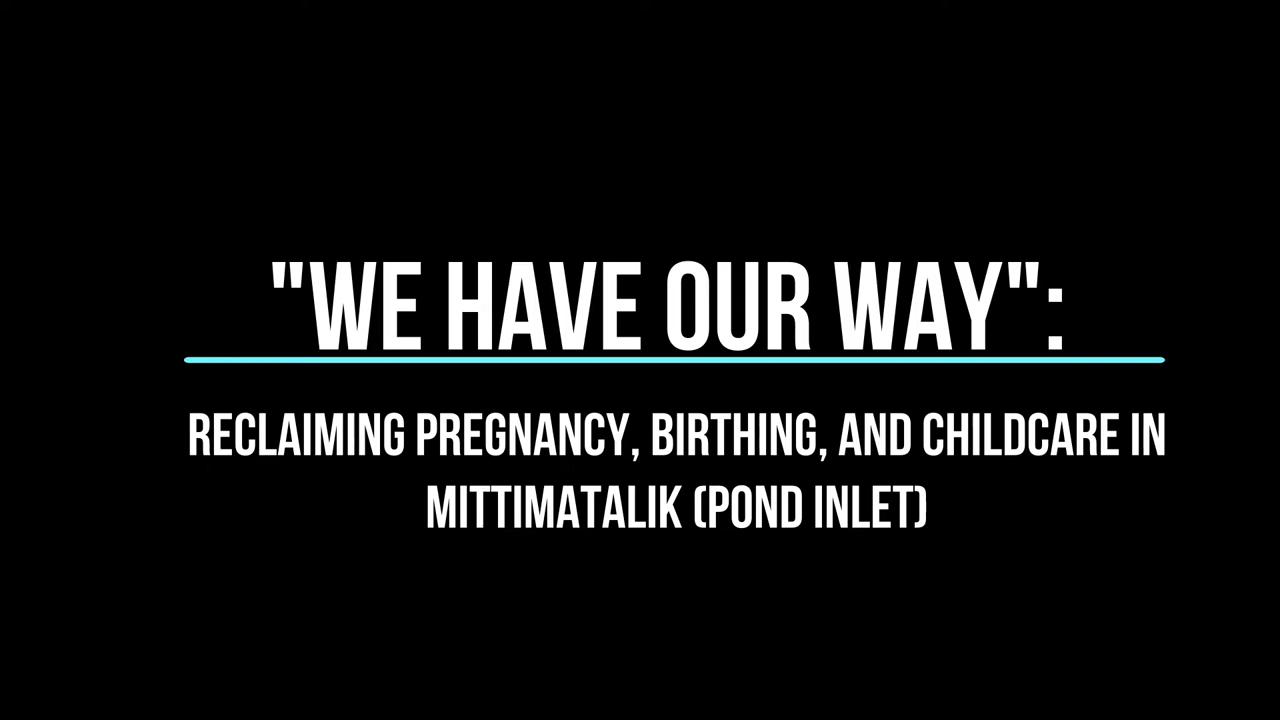 "WE HAVE OUR WAY":
RECLAIMING PREGNANCY, BIRTHING, AND CHILDCARE IN
MITTIMATALIK (POND INLET)